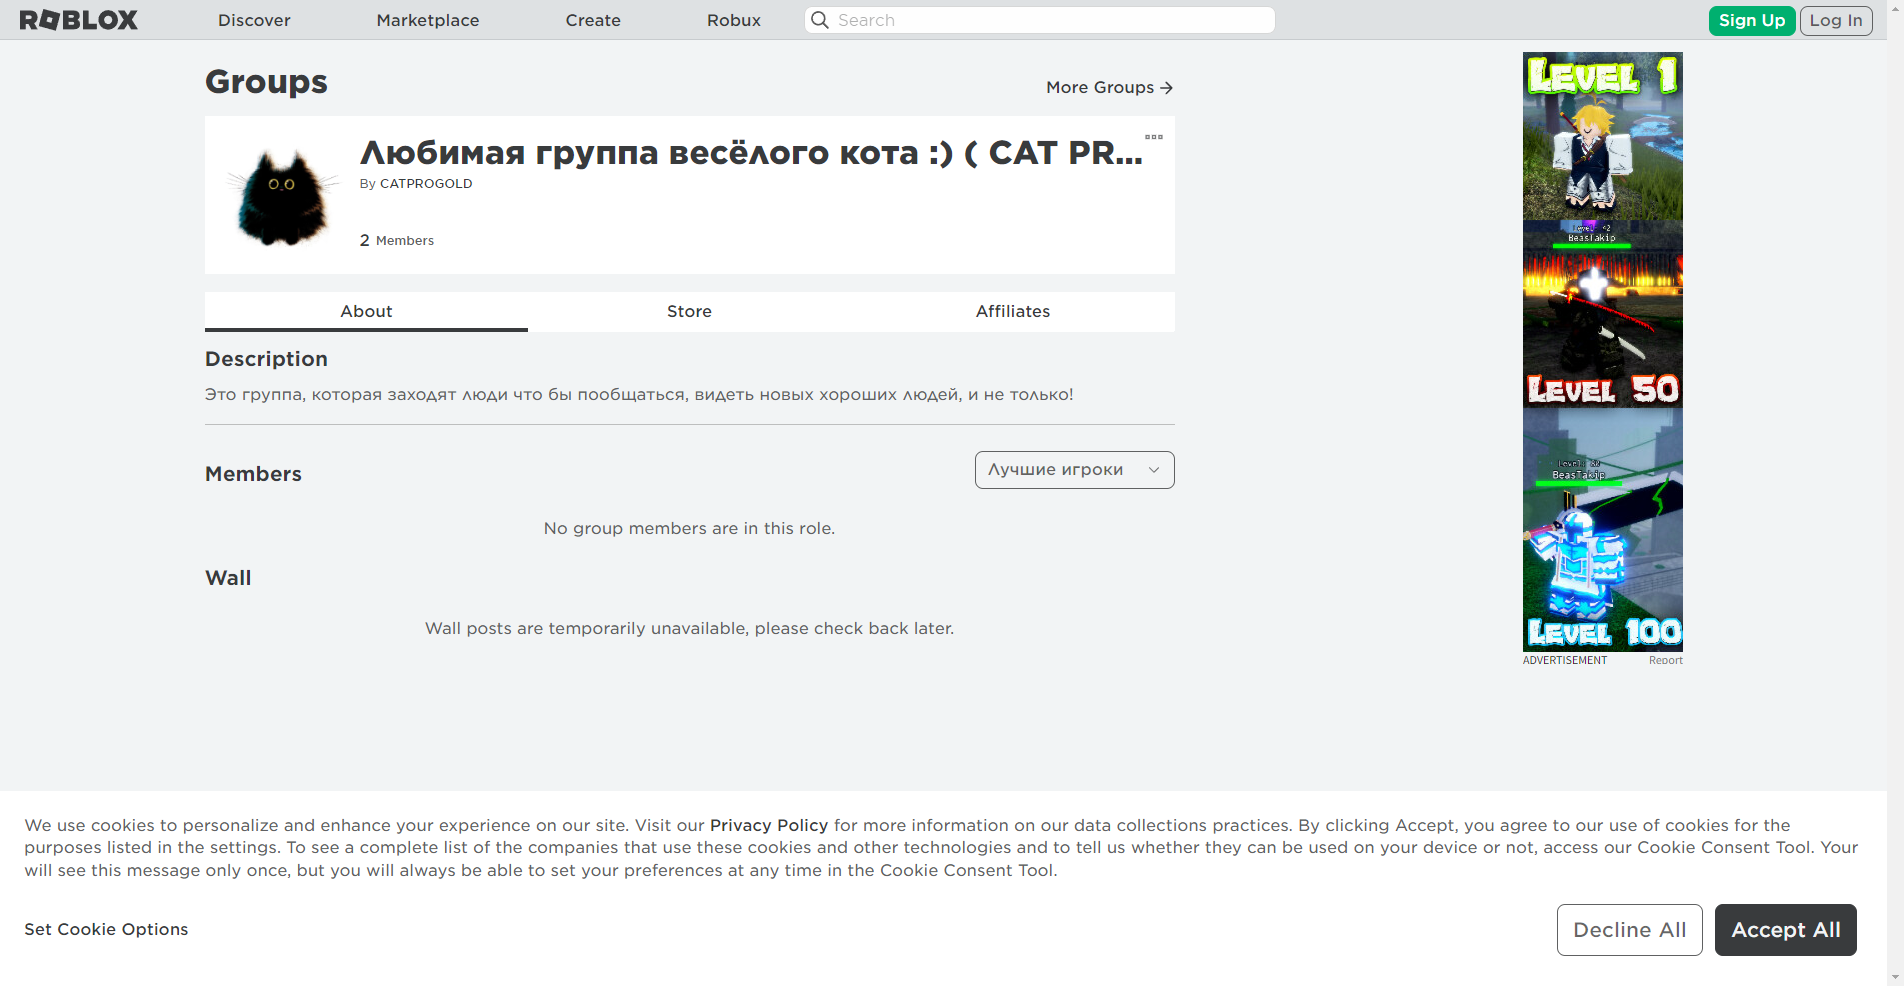 ROBLOX
Discover
Marketplace
Create
Robux
Search
Sign Up
Log In
Groups
More Groups →
Любимая группа весёлого кота :) ( CAT PR...
By CATPROGOLD
2 Members
About
Store
Affiliates
Description
Это группа, которая заходят люди что бы пообщаться, видеть новых хороших людей, и не только!
Members
Лучшие игроки
No group members are in this role.
Wall
Wall posts are temporarily unavailable, please check back later.
LEVEL 1
BeasTakip
LEVEL 50
BeasTakip
LEVEL 100
ADVERTISEMENT
Report
We use cookies to personalize and enhance your experience on our site. Visit our Privacy Policy for more information on our data collections practices. By clicking Accept, you agree to our use of cookies for the
purposes listed in the settings. To see a complete list of the companies that use these cookies and other technologies and to tell us whether they can be used on your device or not, access our Cookie Consent Tool. Your
will see this message only once, but you will always be able to set your preferences at any time in the Cookie Consent Tool.
Set Cookie Options
Decline All
Accept All